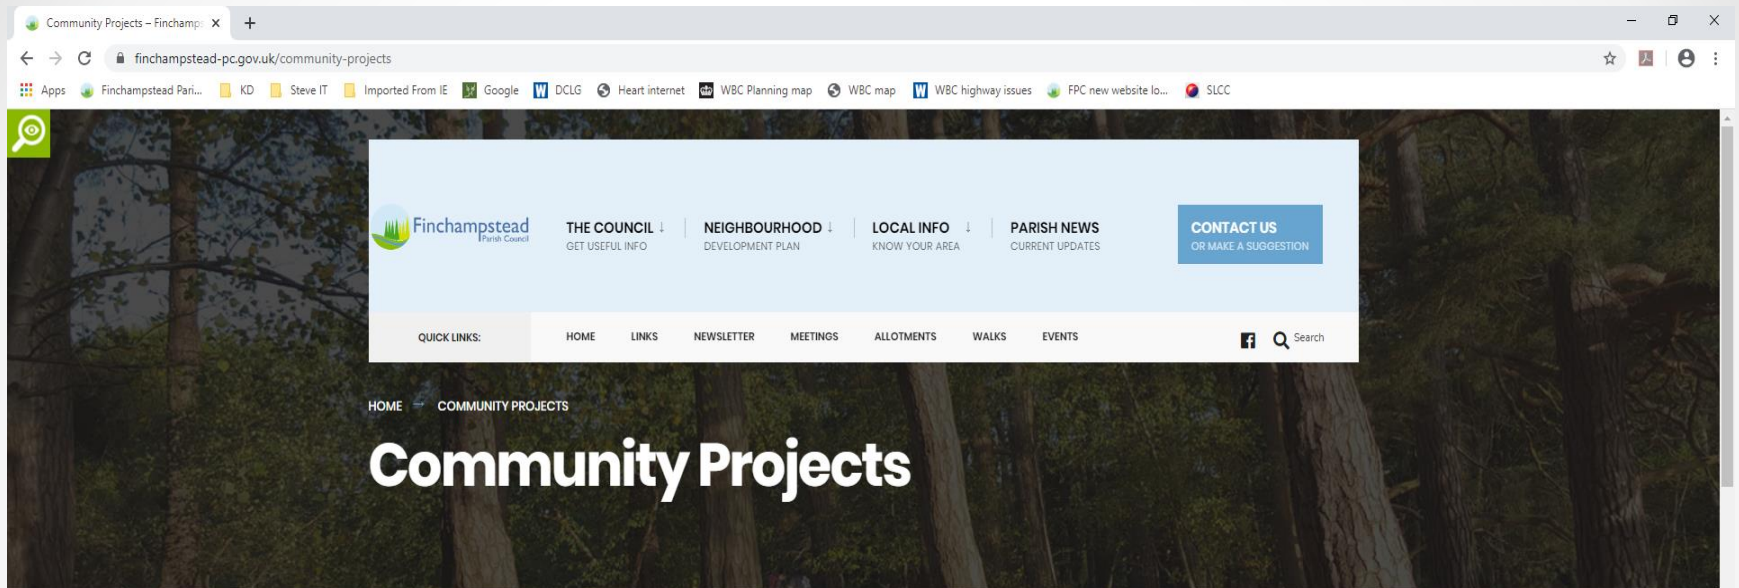 Community Projects – Finchamp
finchampstead-pc.gov.uk/community-projects
Apps Finchampstead Pari... KD Steve IT Imported From IE Google DCLG Heart internet WBC Planning map WBC map WBC highway issues FPC new website lo... SLCC
Finchampstead
Parish Council
THE COUNCIL ↓
GET USEFUL INFO
NEIGHBOURHOOD ↓
DEVELOPMENT PLAN
LOCAL INFO ↓
KNOW YOUR AREA
PARISH NEWS
CURRENT UPDATES
CONTACT US
OR MAKE A SUGGESTION
QUICK LINKS: HOME LINKS NEWSLETTER MEETINGS ALLOTMENTS WALKS EVENTS Search
HOME → COMMUNITY PROJECTS
Community Projects